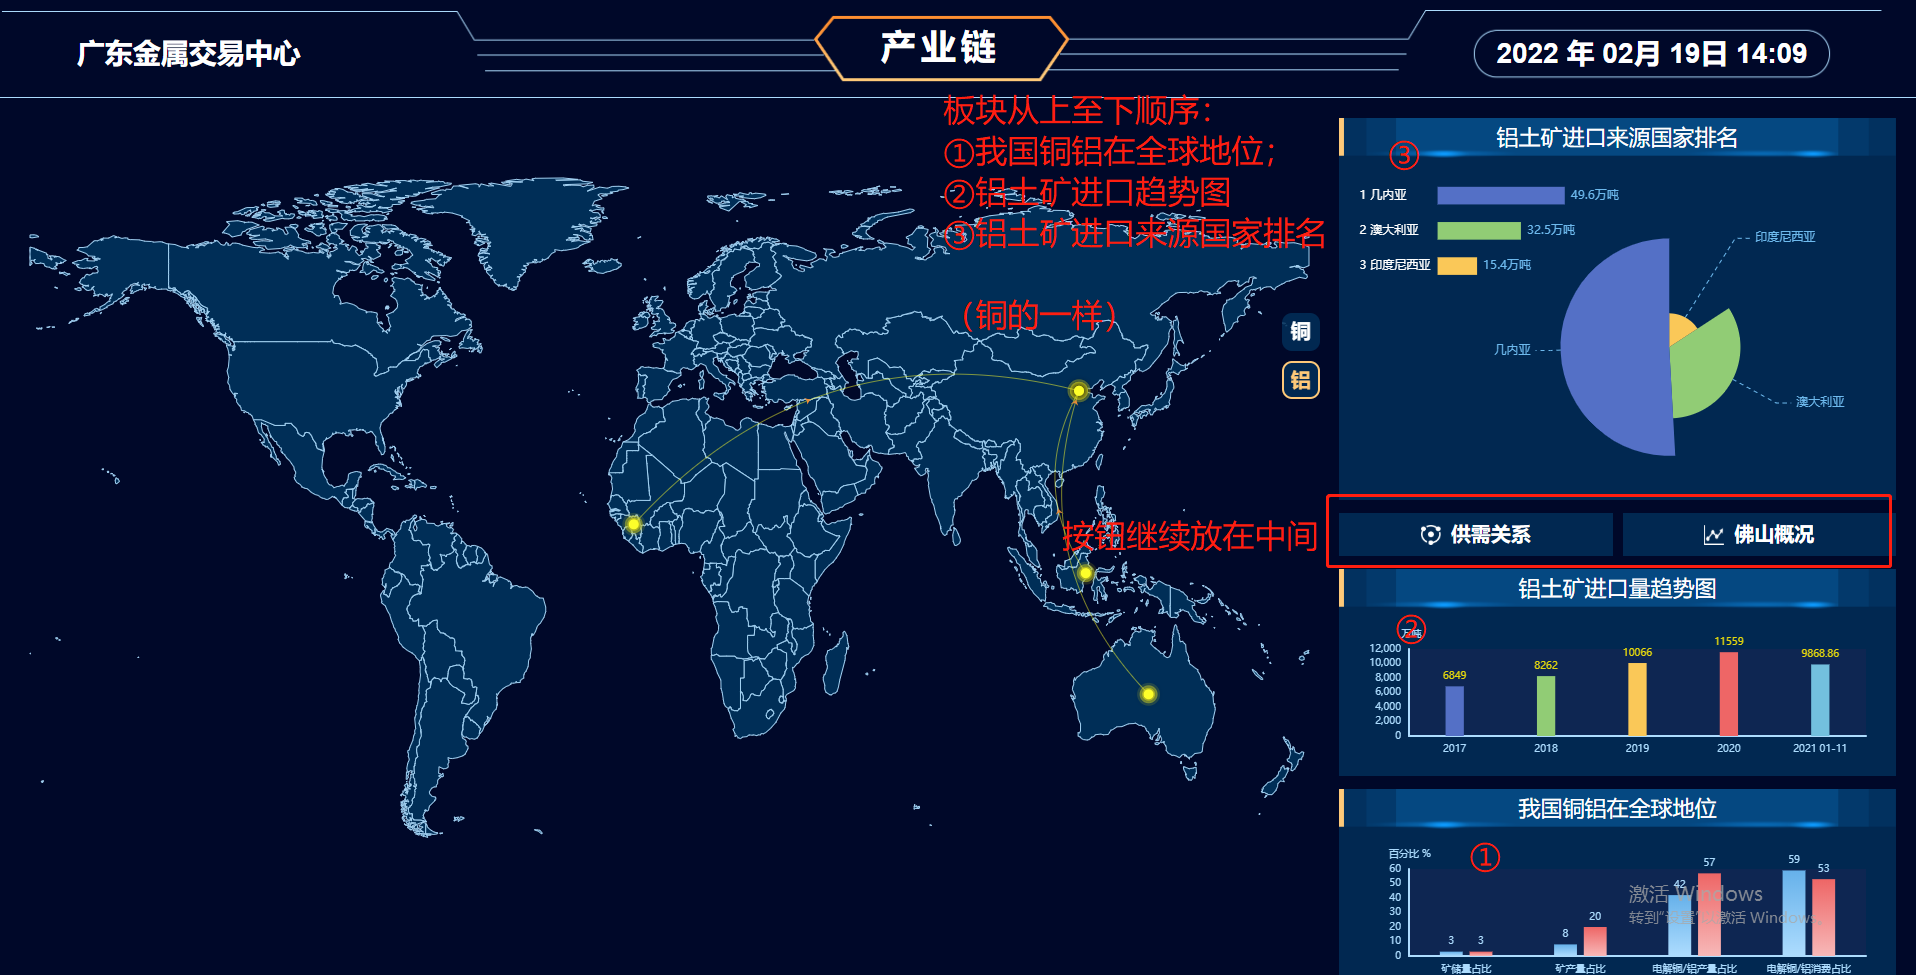 广东金属交易中心
产业链
2022 年 02月 19日 14:09
板块从上至下顺序：
①我国铜铝在全球地位；
②铝土矿进口趋势图
③铝土矿进口来源国家排名
（铜的一样）
铜
铝
按钮继续放在中间
铝土矿进口来源国家排名
③
1 几内亚
49.6万吨
2 澳大利亚
32.5万吨
3 印度尼西亚
15.4万吨
印度尼西亚
几内亚
澳大利亚
供需关系
佛山概况
铝土矿进口量趋势图
②
万吨
12,000
10,000
8,000
6,000
4,000
2,000
0
6849
8262
10066
11559
9868.86
2017
2018
2019
2020
2021 01-11
我国铜铝在全球地位
①
百分比 %
60
50
40
30
20
10
0
3
3
8
20
42
57
59
53
矿储量占比
矿产量占比
电解铜/铝产量占比
电解铜/铝消费占比
激活 Windows
转到"设置"以激活 Windows。